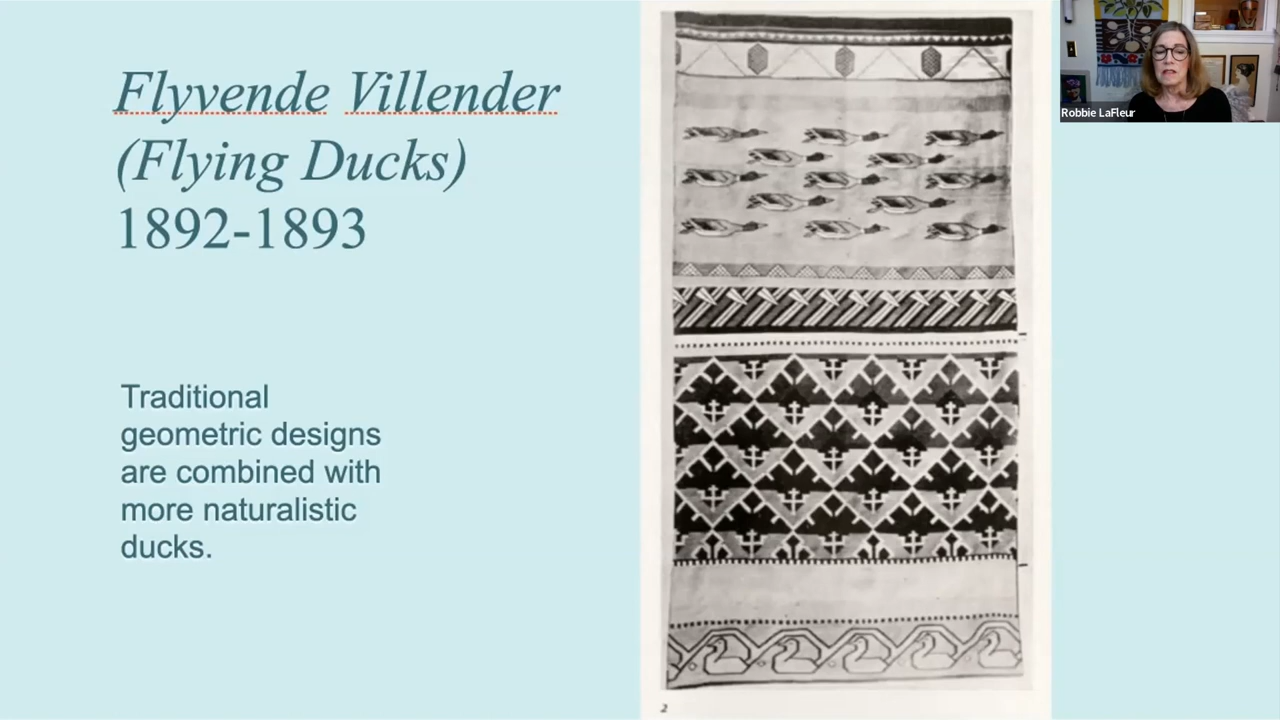 Flyvende Villender
(Flying Ducks)
1892-1893
Traditional
geometric designs
are combined with
more naturalistic
ducks.
2
Robbie LaFleur